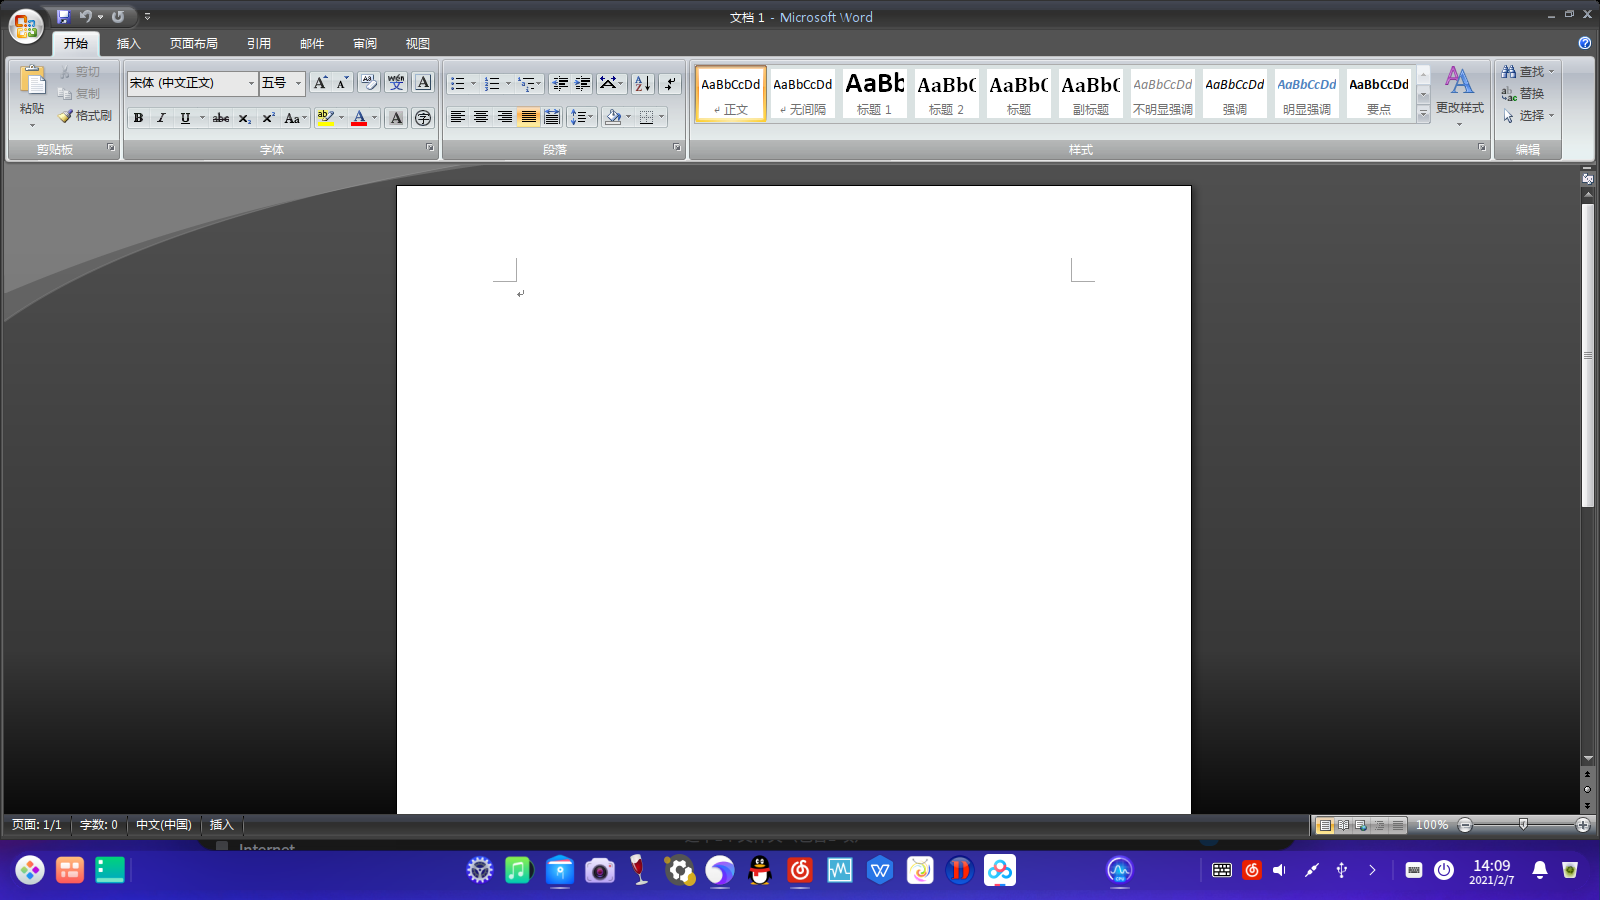 文档 1 - Microsoft Word
开始 插入 页面布局 引用 邮件 审阅 视图
粘贴 剪切 复制 格式刷
宋体 (中文正文) 五号
wén
B I U abc x₂ x² Aa ab A A 字
AaBbCcDd AaBbCcDd AaBb AaBbC AaBbC AaBbC AaBbCcDd AaBbCcDd AaBbCcDd AaBbCcDd
正文 无间隔 标题 1 标题 2 标题 副标题 不明显强调 强调 明显强调 要点
更改样式
查找
替换
选择
剪贴板 字体 段落 样式 编辑
页面: 1/1 字数: 0 中文(中国) 插入 100%
Internet
14:09
2021/2/7